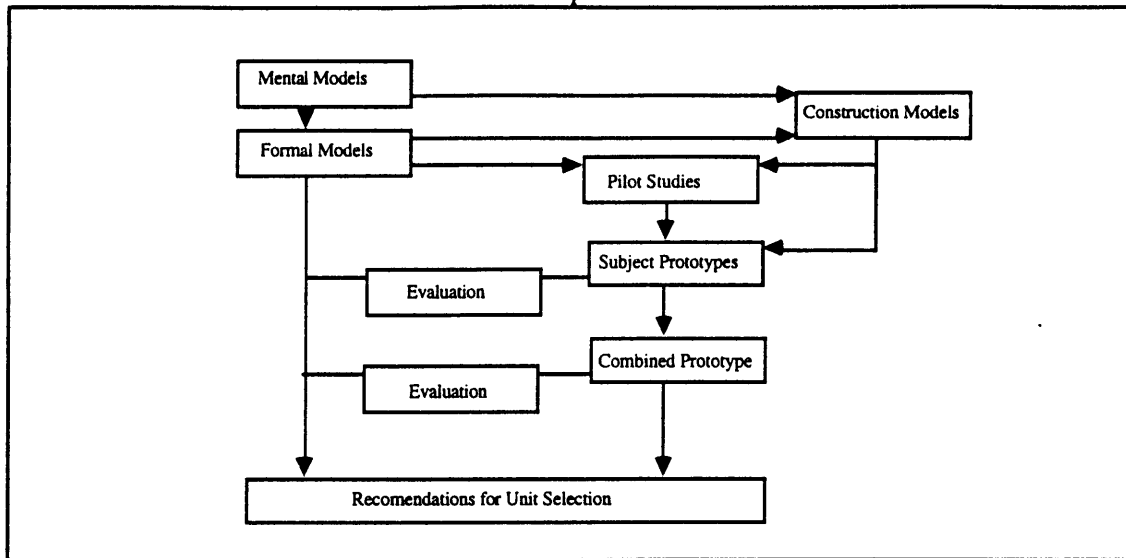 Mental Models
Construction Models
Formal Models
Pilot Studies
Subject Prototypes
Evaluation
Combined Prototype
Evaluation
Recomendations for Unit Selection